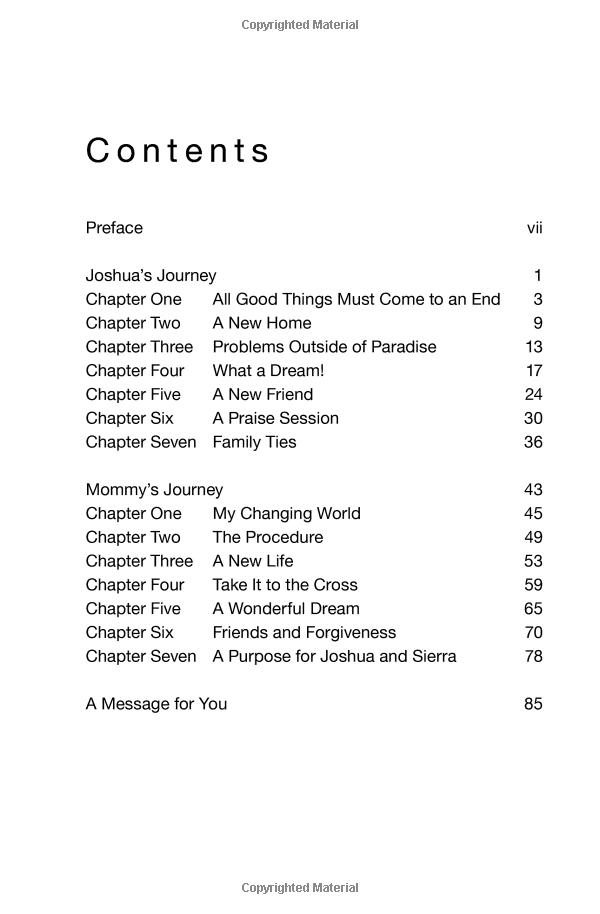 Copyrighted Material
Contents
Preface vii
Joshua's Journey 1
Chapter One All Good Things Must Come to an End 3
Chapter Two A New Home 9
Chapter Three Problems Outside of Paradise 13
Chapter Four What a Dream! 17
Chapter Five A New Friend 24
Chapter Six A Praise Session 30
Chapter Seven Family Ties 36
Mommy's Journey 43
Chapter One My Changing World 45
Chapter Two The Procedure 49
Chapter Three A New Life 53
Chapter Four Take It to the Cross 59
Chapter Five A Wonderful Dream 65
Chapter Six Friends and Forgiveness 70
Chapter Seven A Purpose for Joshua and Sierra 78
A Message for You 85
Copyrighted Material